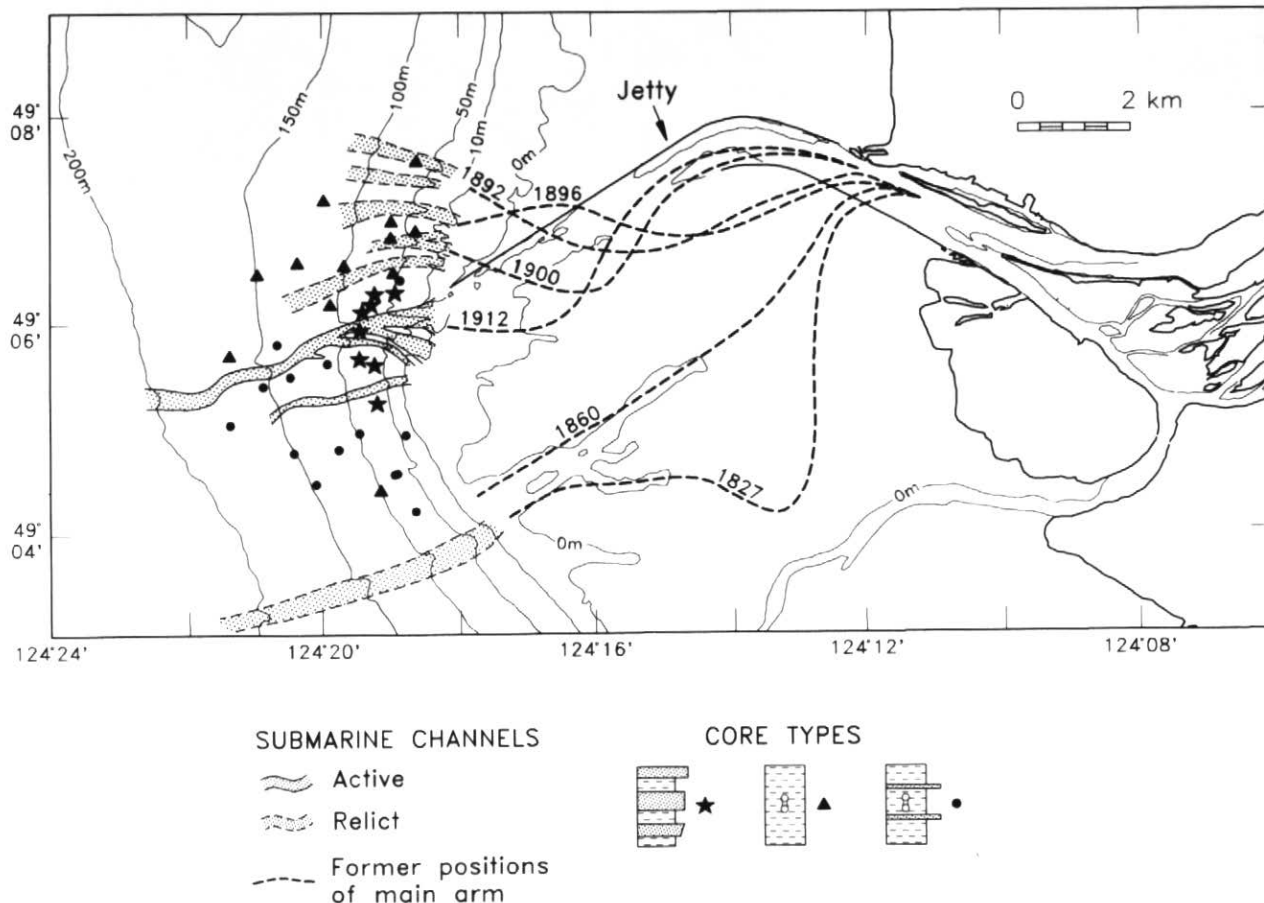 49°
08'
49°
06'
49°
04'
200m
150m
100m
50m
10m
0m
Jetty
0 2 km
1892
1896
1900
1912
1860
1827
0m
0m
124°24'
124°20'
124°16'
124°12'
124°08'
SUBMARINE CHANNELS
Active
Relict
Former positions
of main arm
CORE TYPES